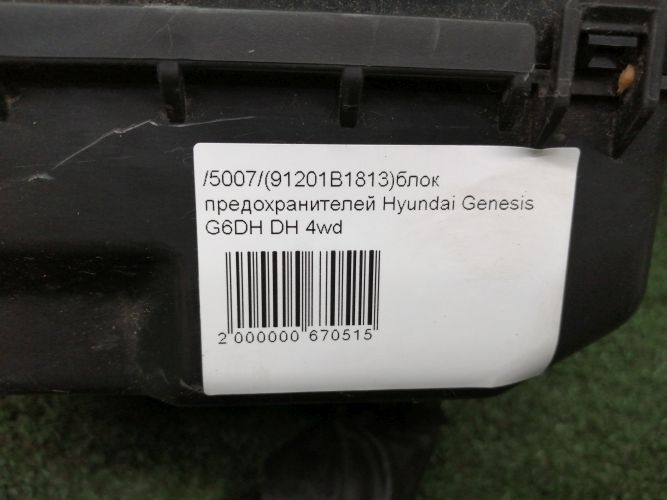 /5007/(91201B1813)блок
предохранителей Hyundai Genesis
G6DH DH 4wd
2 000000 670515